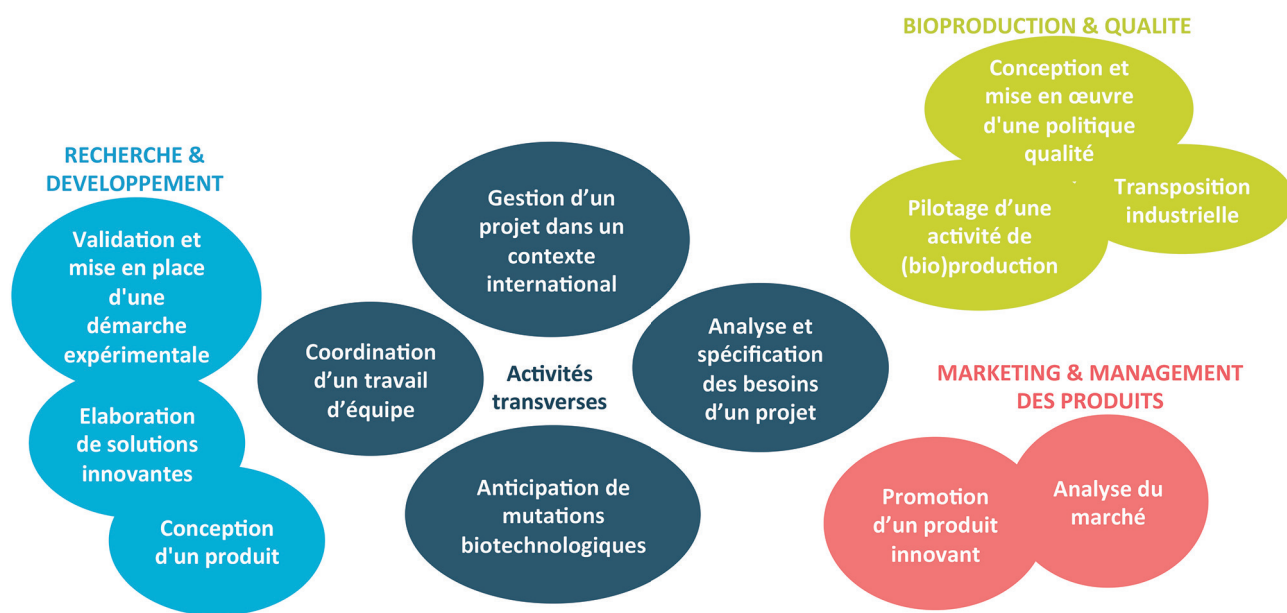 BIOPRODUCTION & QUALITE
Conception et
mise en œuvre
d'une politique
qualité
Transposition
industrielle
Pilotage d’une
activité de
(bio)production
RECHERCHE &
DEVELOPPEMENT
Validation et
mise en place
d'une
démarche
expérimentale
Elaboration
de solutions
innovantes
Conception
d'un produit
Gestion d’un
projet dans un
contexte
international
Coordination
d’un travail
d’équipe
Activités
transverses
Analyse et
spécification
des besoins
d’un projet
Anticipation de
mutations
biotechnologiques
MARKETING & MANAGEMENT
DES PRODUITS
Promotion
d’un produit
innovant
Analyse du
marché